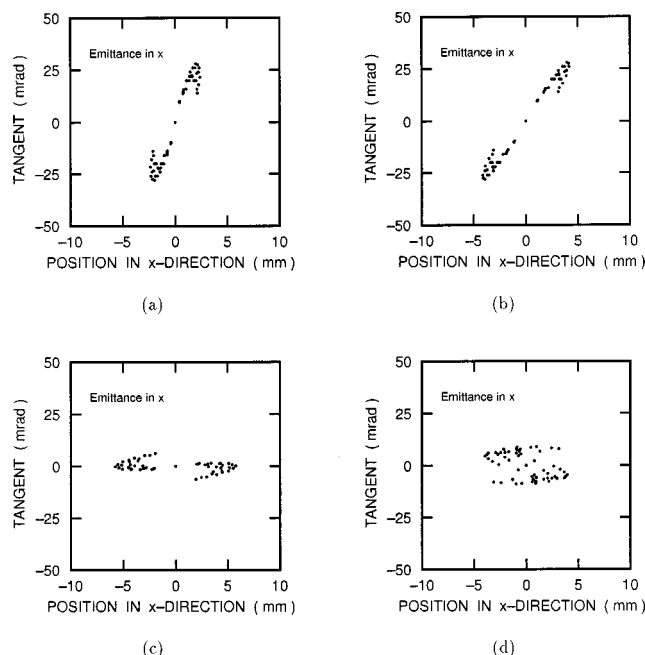 50
25
0
−25
−50
TANGENT ( mrad )
Emittance in x
−10 −5 0 5 10
POSITION IN x−DIRECTION ( mm )
(a)
50
25
0
−25
−50
TANGENT ( mrad )
Emittance in x
−10 −5 0 5 10
POSITION IN x−DIRECTION ( mm )
(b)
50
25
0
−25
−50
TANGENT ( mrad )
Emittance in x
−10 −5 0 5 10
POSITION IN x−DIRECTION ( mm )
(c)
50
25
0
−25
−50
TANGENT ( mrad )
Emittance in x
−10 −5 0 5 10
POSITION IN x−DIRECTION ( mm )
(d)